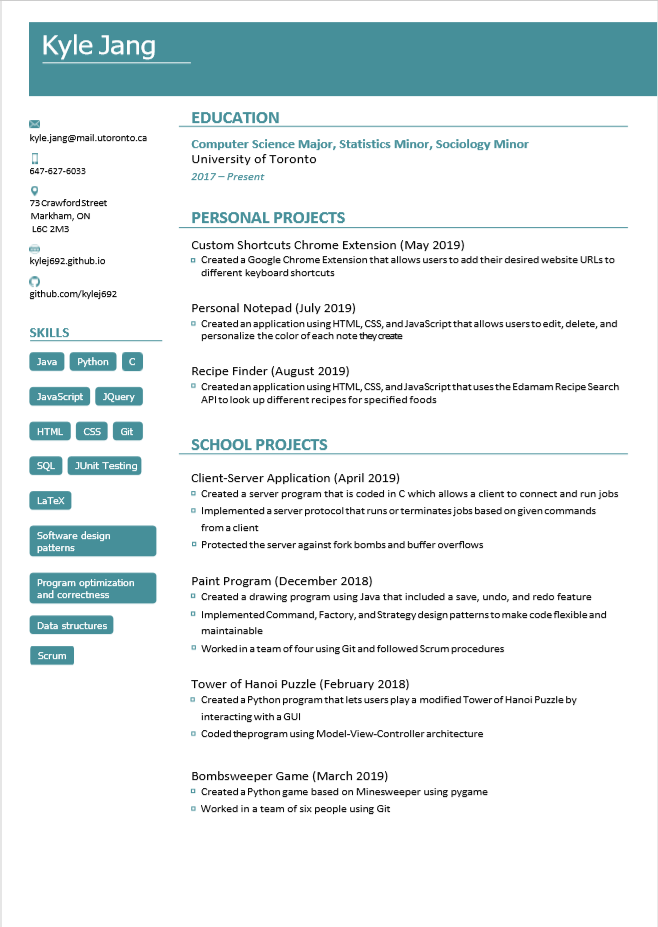 Kyle Jang
kyle.jang@mail.utoronto.ca
647-627-6033
73 Crawford Street
Markham, ON
L6C 2M3
kylej692.github.io
github.com/kylej692
SKILLS
Java Python C
JavaScript JQuery
HTML CSS Git
SQL JUnit Testing
LaTeX
Software design
patterns
Program optimization
and correctness
Data structures
Scrum
EDUCATION
Computer Science Major, Statistics Minor, Sociology Minor
University of Toronto
2017 – Present
PERSONAL PROJECTS
Custom Shortcuts Chrome Extension (May 2019)
Created a Google Chrome Extension that allows users to add their desired website URLs to
different keyboard shortcuts
Personal Notepad (July 2019)
Created an application using HTML, CSS, and JavaScript that allows users to edit, delete, and
personalize the color of each note they create
Recipe Finder (August 2019)
Created an application using HTML, CSS, and JavaScript that uses the Edamam Recipe Search
API to look up different recipes for specified foods
SCHOOL PROJECTS
Client-Server Application (April 2019)
Created a server program that is coded in C which allows a client to connect and run jobs
Implemented a server protocol that runs or terminates jobs based on given commands
from a client
Protected the server against fork bombs and buffer overflows
Paint Program (December 2018)
Created a drawing program using Java that included a save, undo, and redo feature
Implemented Command, Factory, and Strategy design patterns to make code flexible and
maintainable
Worked in a team of four using Git and followed Scrum procedures
Tower of Hanoi Puzzle (February 2018)
Created a Python program that lets users play a modified Tower of Hanoi Puzzle by
interacting with a GUI
Coded the program using Model-View-Controller architecture
Bombsweeper Game (March 2019)
Created a Python game based on Minesweeper using pygame
Worked in a team of six people using Git